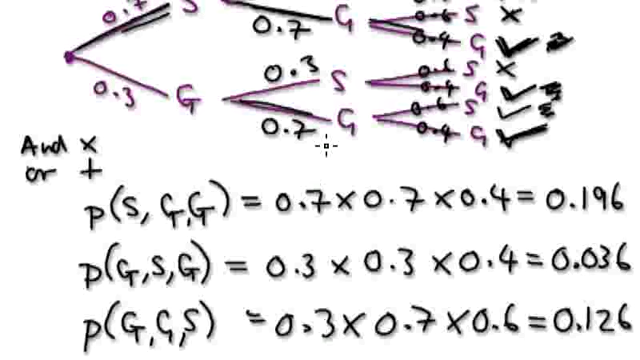 0.7 S 0.6 S ×
0.7 G 0.4 G ✓
0.3 S 0.6 S ×
0.3 G 0.4 G ✓
0.7 G 0.6 S ✓
0.4 G ✓
And ×
or +
P(S, G,G) = 0.7×0.7×0.4=0.196
P(G,S,G) = 0.3 × 0.3 × 0.4=0.036
P(G,G,S) =0.3×0.7×0.6=0.126